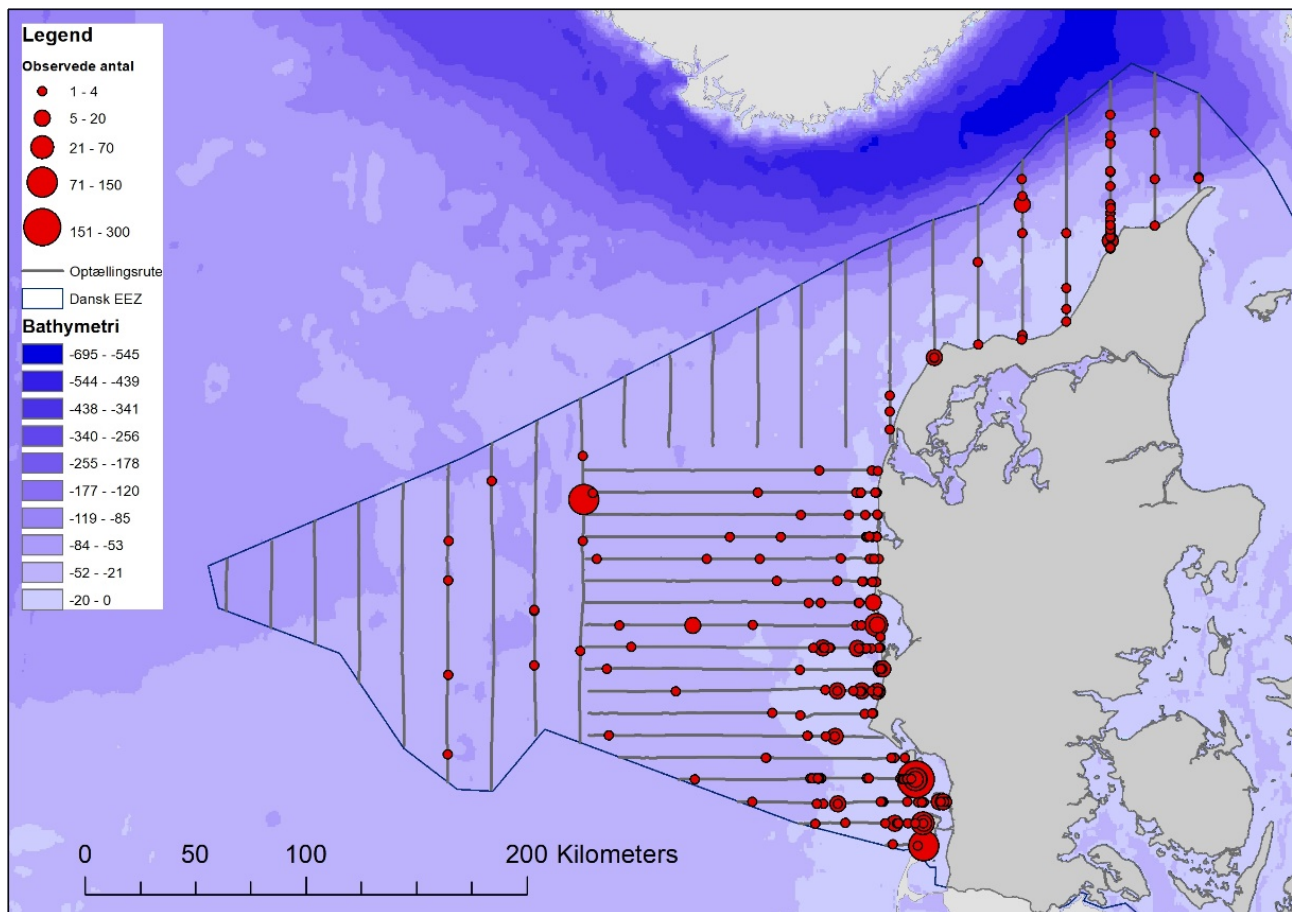 Legend
Observede antal
1 - 4
5 - 20
21 - 70
71 - 150
151 - 300
Optællingsrute
Dansk EEZ
Bathymetri
-695 - -545
-544 - -439
-438 - -341
-340 - -256
-255 - -178
-177 - -120
-119 - -85
-84 - -53
-52 - -21
-20 - 0
0 50 100 200 Kilometers